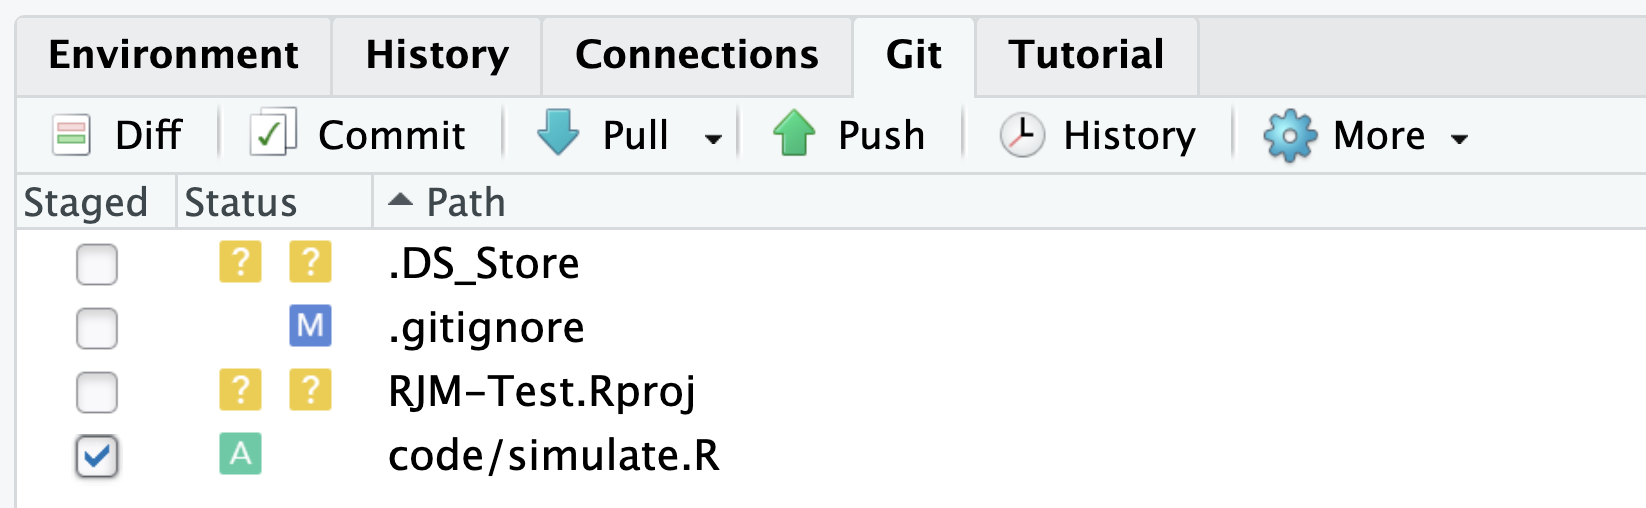 Environment History Connections Git Tutorial
Diff Commit Pull Push History More
Staged Status Path
? ? .DS_Store
M .gitignore
? ? RJM-Test.Rproj
A code/simulate.R